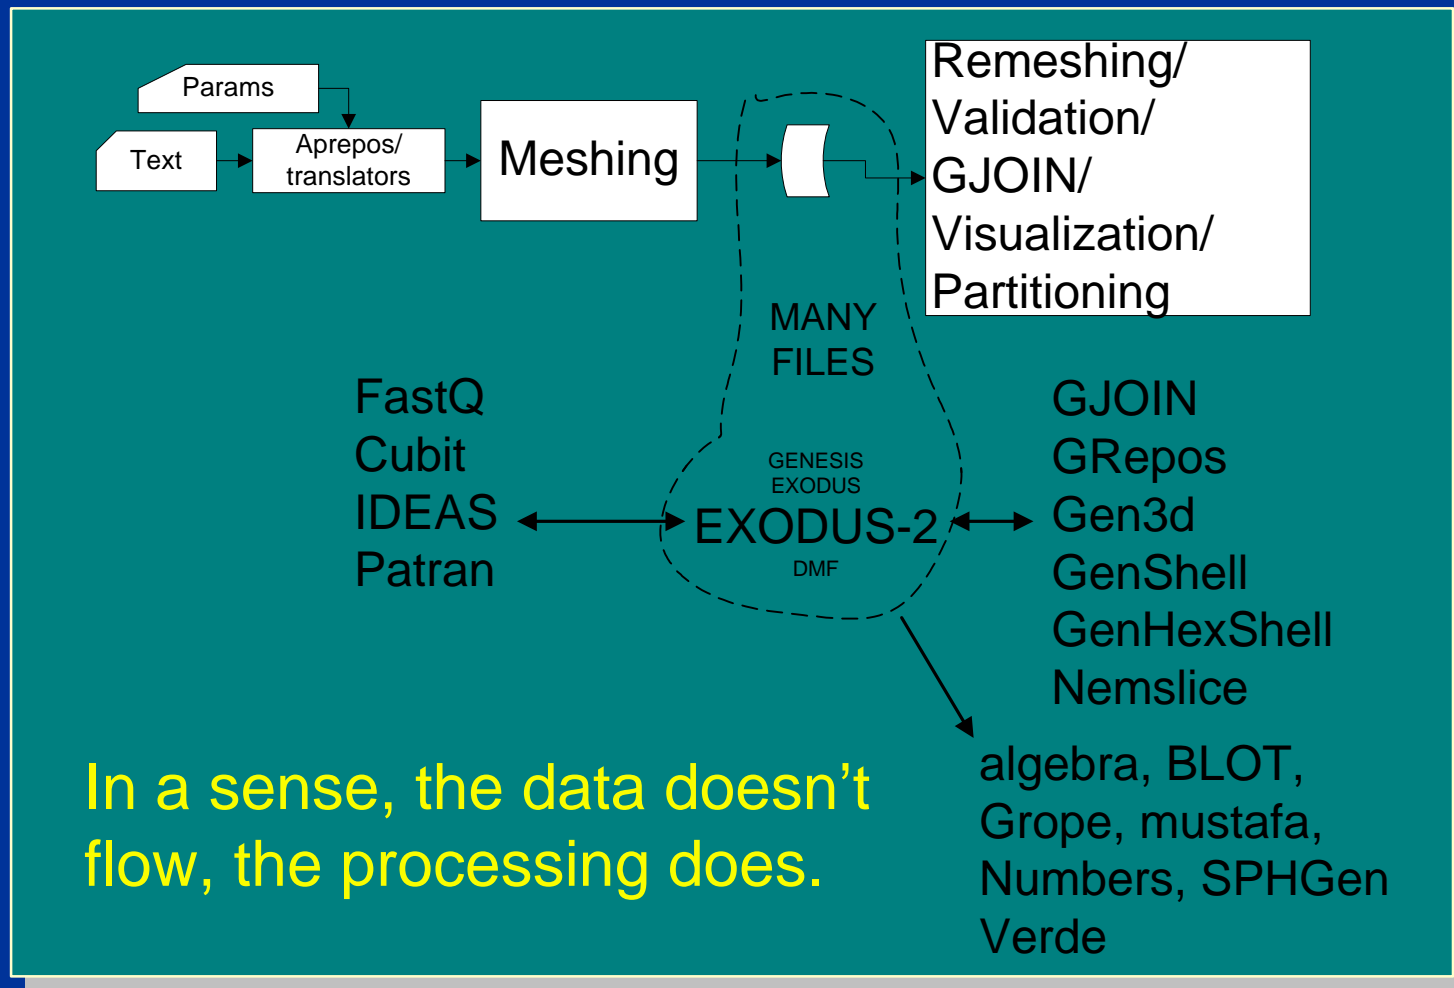 Params
Text
Aprepos/
translators
Meshing
Remeshing/
Validation/
GJOIN/
Visualization/
Partitioning
MANY
FILES
FastQ
Cubit
IDEAS
Patran
GENESIS
EXODUS
EXODUS-2
DMF
GJOIN
GRepos
Gen3d
GenShell
GenHexShell
Nemslice
algebra, BLOT,
Grope, mustafa,
Numbers, SPHGen
Verde
In a sense, the data doesn’t
flow, the processing does.